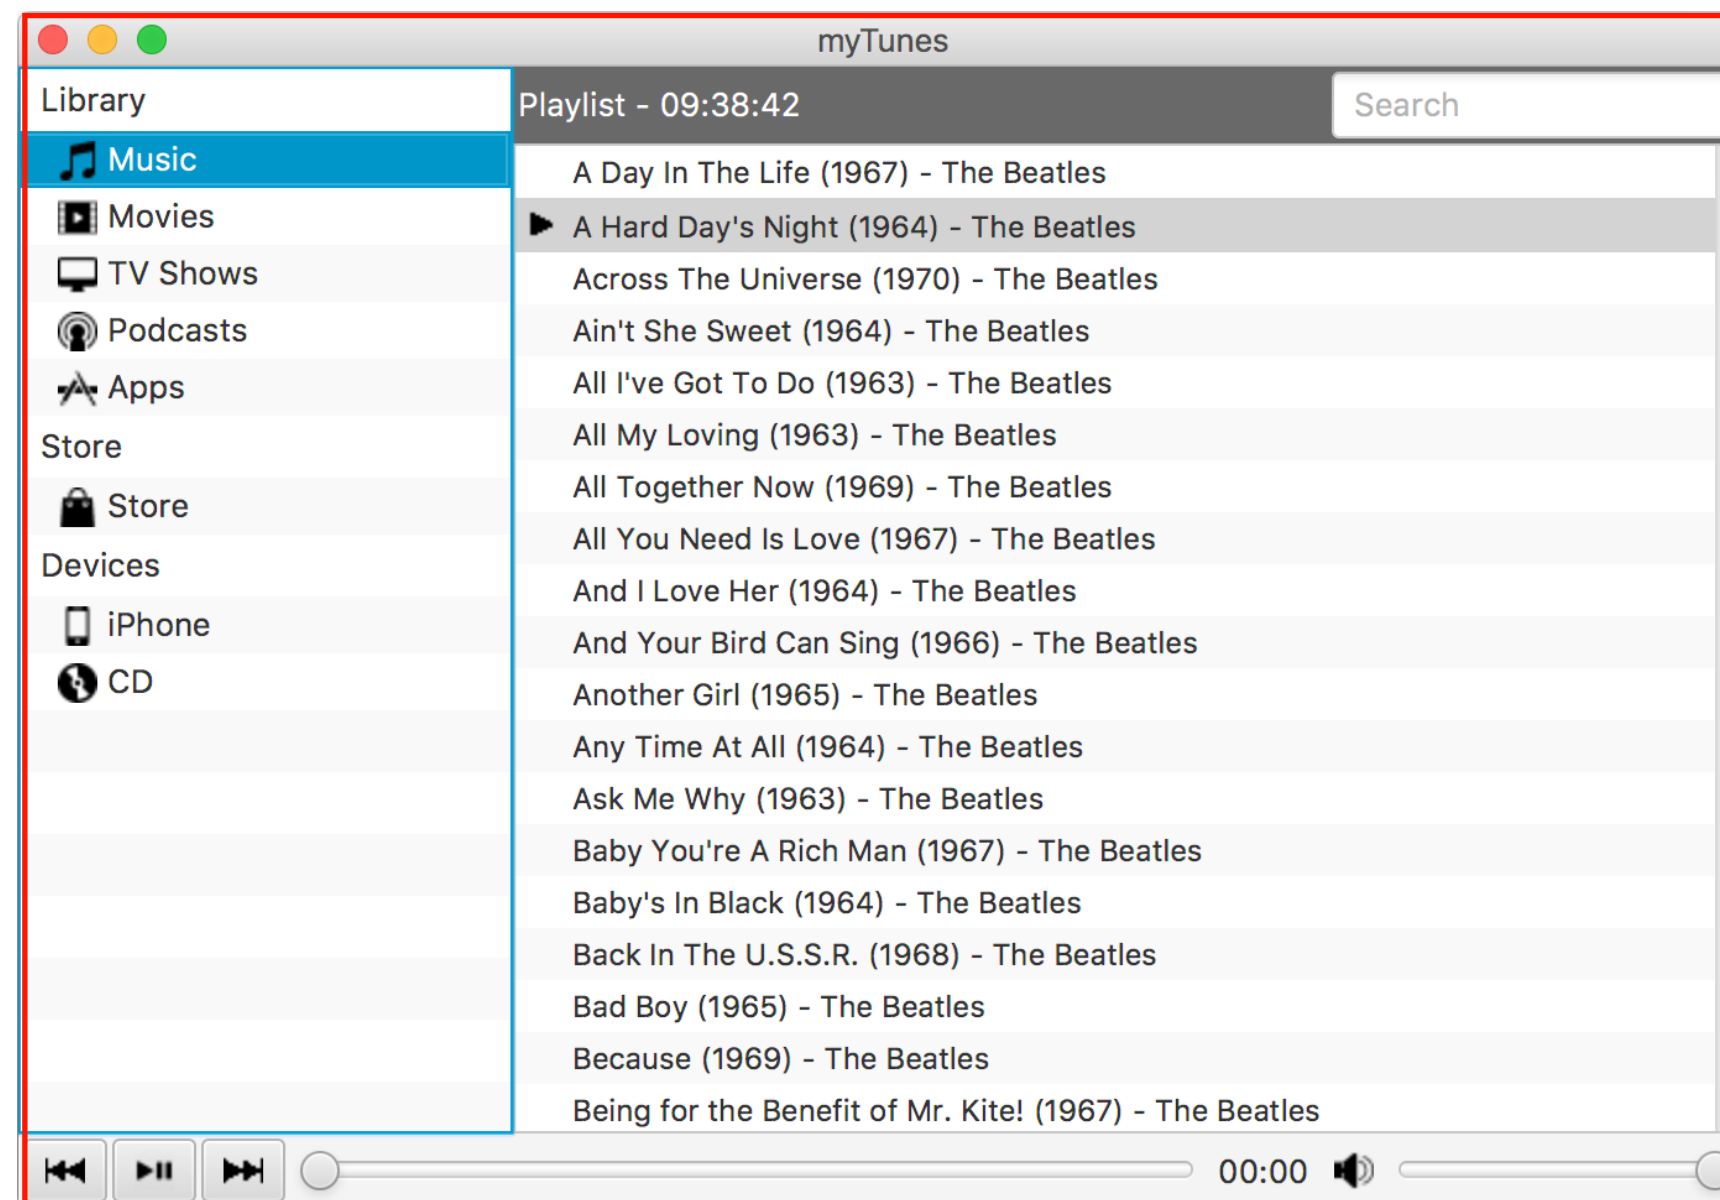 myTunes
Library
Music
Movies
TV Shows
Podcasts
Apps
Store
Store
Devices
iPhone
CD
Playlist - 09:38:42
Search
A Day In The Life (1967) - The Beatles
A Hard Day's Night (1964) - The Beatles
Across The Universe (1970) - The Beatles
Ain't She Sweet (1964) - The Beatles
All I've Got To Do (1963) - The Beatles
All My Loving (1963) - The Beatles
All Together Now (1969) - The Beatles
All You Need Is Love (1967) - The Beatles
And I Love Her (1964) - The Beatles
And Your Bird Can Sing (1966) - The Beatles
Another Girl (1965) - The Beatles
Any Time At All (1964) - The Beatles
Ask Me Why (1963) - The Beatles
Baby You're A Rich Man (1967) - The Beatles
Baby's In Black (1964) - The Beatles
Back In The U.S.S.R. (1968) - The Beatles
Bad Boy (1965) - The Beatles
Because (1969) - The Beatles
Being for the Benefit of Mr. Kite! (1967) - The Beatles
00:00